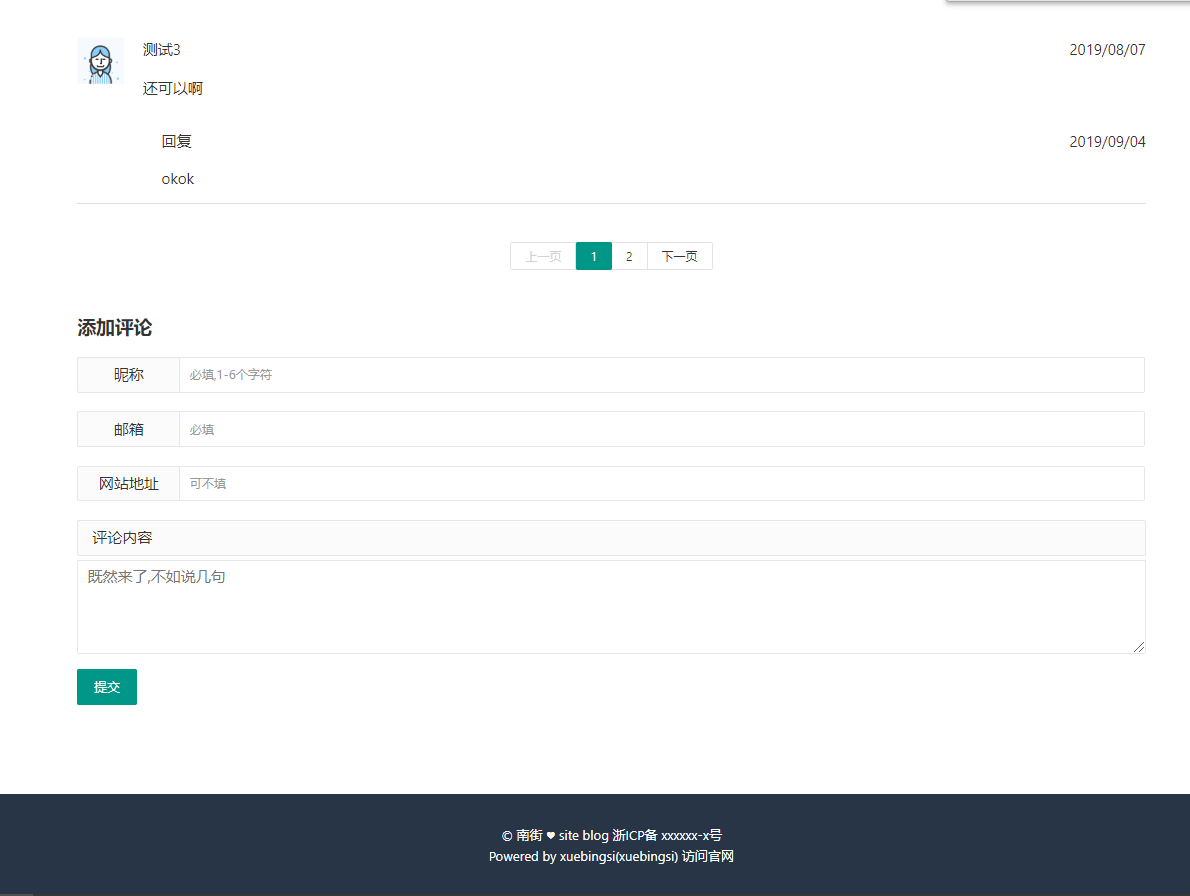 测试3 2019/08/07
还可以啊
回复 2019/09/04
okok
上一页 1 2 下一页
添加评论
昵称 必填,1-6个字符
邮箱 必填
网站地址 可不填
评论内容
既然来了,不如说几句
提交
© 南街 ♥ site blog 浙ICP备 xxxxxx-x号
Powered by xuebingsi(xuebingsi) 访问官网